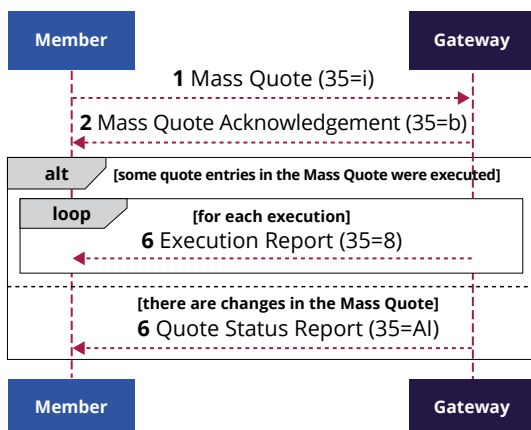 Member Gateway
1 Mass Quote (35=i)
2 Mass Quote Acknowledgement (35=b)
alt [some quote entries in the Mass Quote were executed]
loop [for each execution]
6 Execution Report (35=8)
[there are changes in the Mass Quote]
6 Quote Status Report (35=AI)
Member Gateway